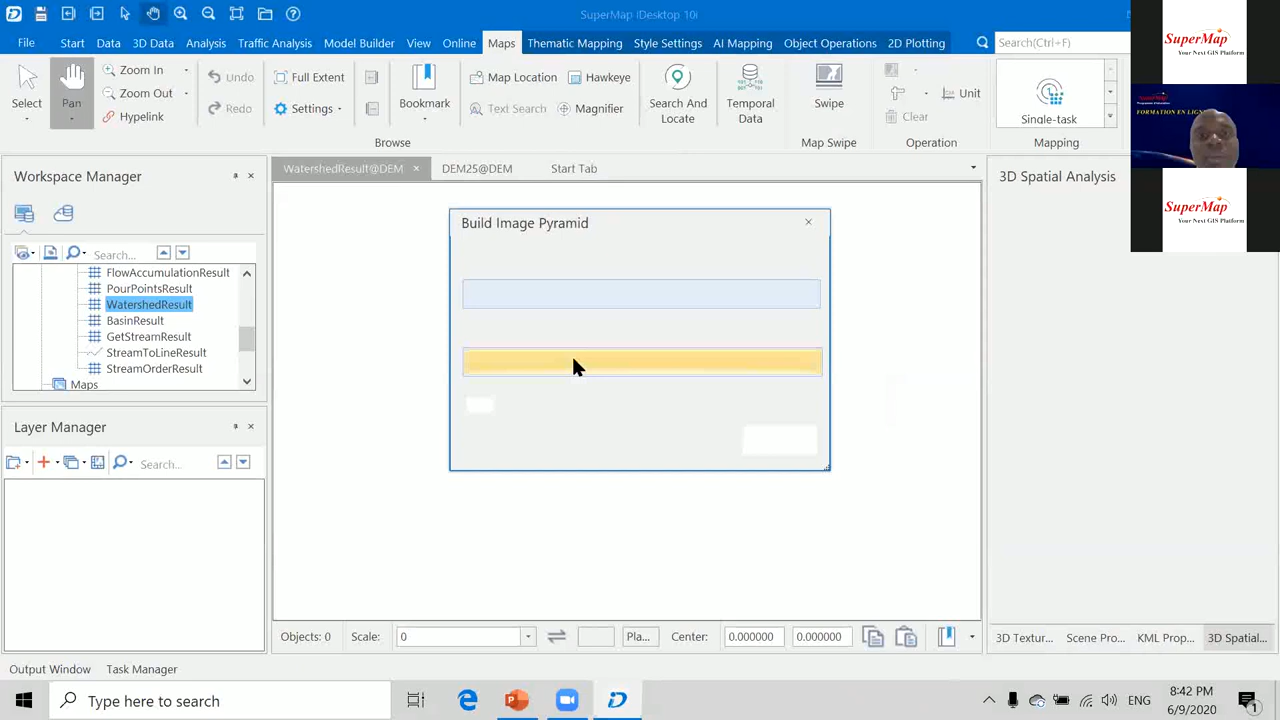 SuperMap iDesktop 10i
File
Start
Data
3D Data
Analysis
Traffic Analysis
Model Builder
View
Online
Maps
Thematic Mapping
Style Settings
AI Mapping
Object Operations
2D Plotting
Search(Ctrl+F)
Select
Pan
Zoom In
Zoom Out
Hypelink
Undo
Redo
Full Extent
Settings
Bookmark
Map Location
Hawkeye
Text Search
Magnifier
Search And Locate
Temporal Data
Swipe
Clear
Unit
Single-task
Browse
Map Swipe
Operation
Mapping
SuperMap
Your Next GIS Platform
FORMATION EN LIGN
SuperMap
Your Next GIS Platform
Workspace Manager
Search...
FlowAccumulationResult
PourPointsResult
WatershedResult
BasinResult
GetStreamResult
StreamToLineResult
StreamOrderResult
Maps
Layer Manager
Search...
WatershedResult@DEM
DEM25@DEM
Start Tab
Build Image Pyramid
3D Spatial Analysis
Objects: 0
Scale:
0
Pla...
Center:
0.000000
0.000000
3D Textur...
Scene Pro...
KML Prop...
3D Spatial...
Output Window
Task Manager
Type here to search
ENG
8:42 PM
6/9/2020
1